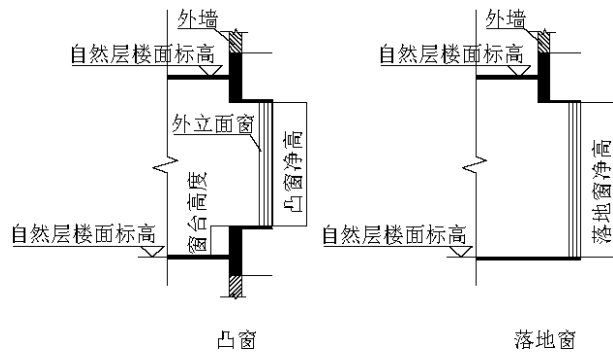 外墙
自然层楼面标高
外立面窗
凸窗净高
窗台高度
自然层楼面标高
凸窗
外墙
自然层楼面标高
落地窗净高
自然层楼面标高
落地窗